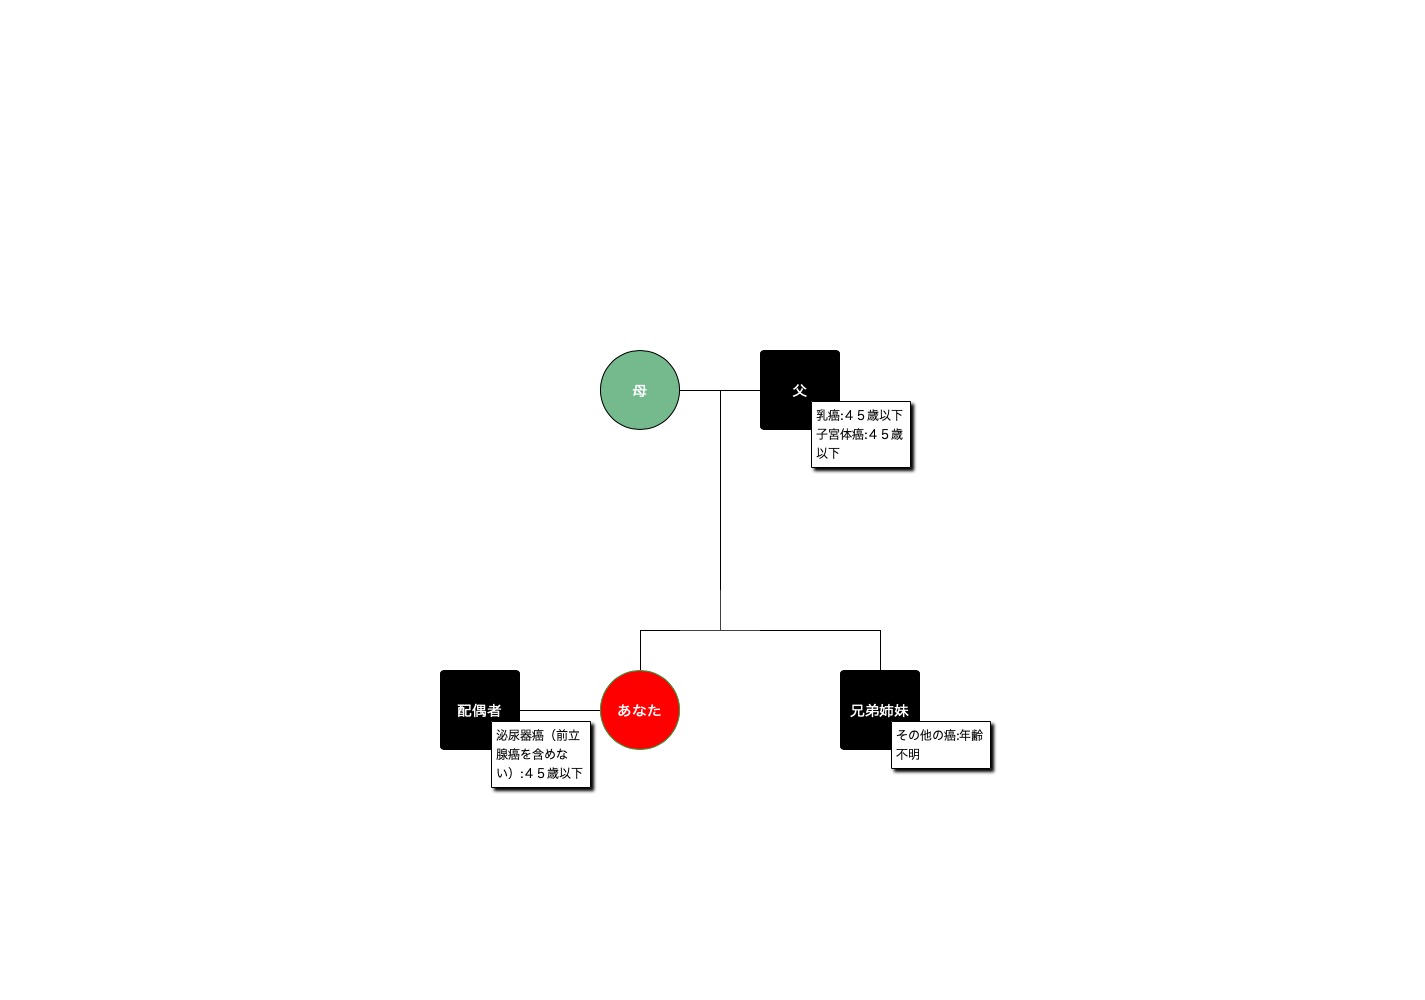 母
父
乳癌:４５歳以下
子宮体癌:４５歳
以下
配偶者
あなた
兄弟姉妹
泌尿器癌（前立
腺癌を含めな
い）:４５歳以下
その他の癌:年齢
不明